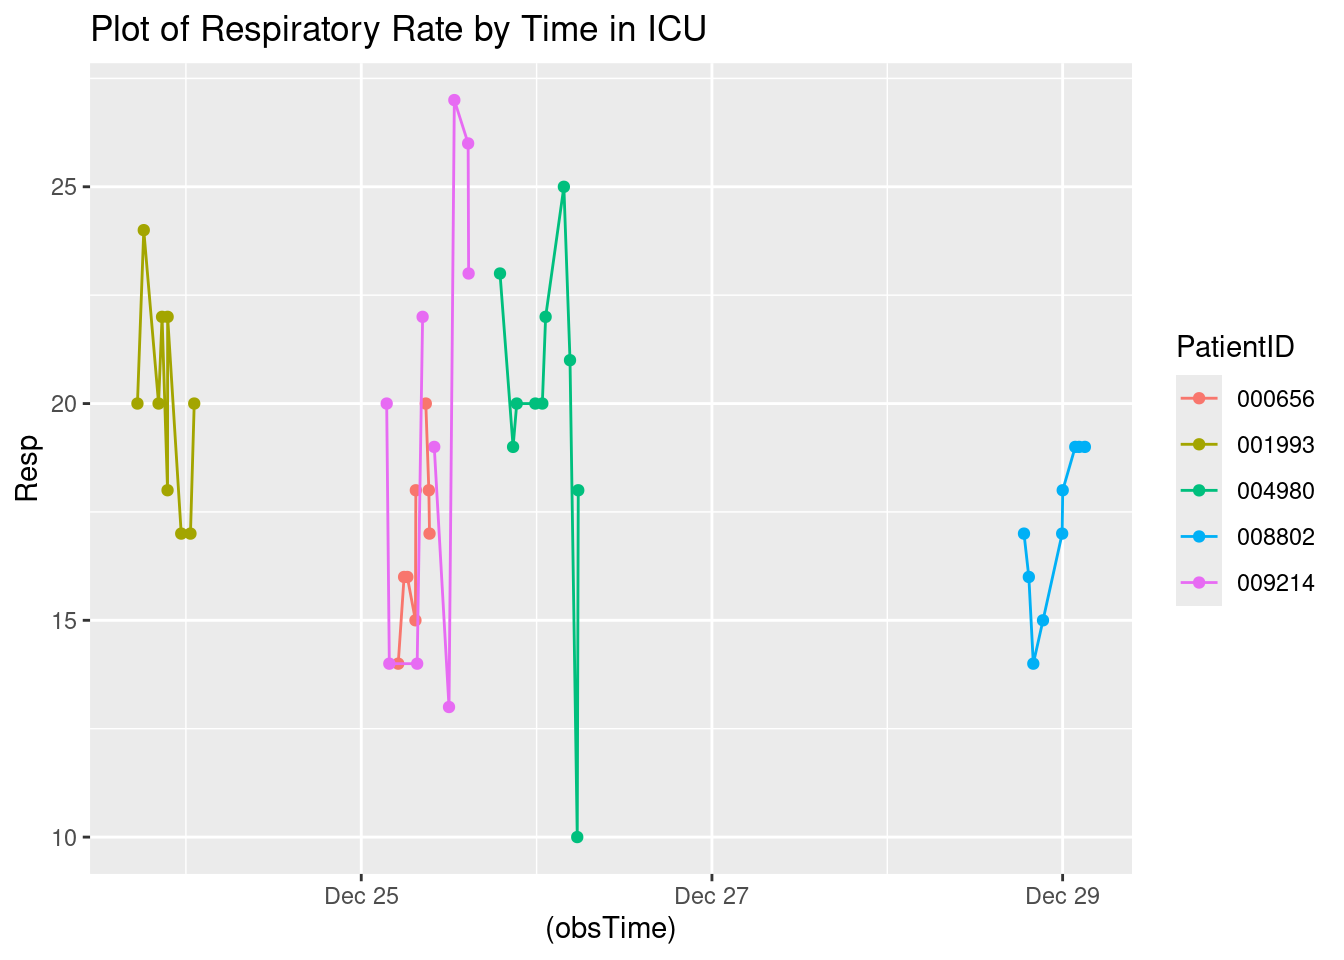 Plot of Respiratory Rate by Time in ICU
Resp
25
20
15
10
Dec 25
Dec 27
Dec 29
(obsTime)
PatientID
000656
001993
004980
008802
009214